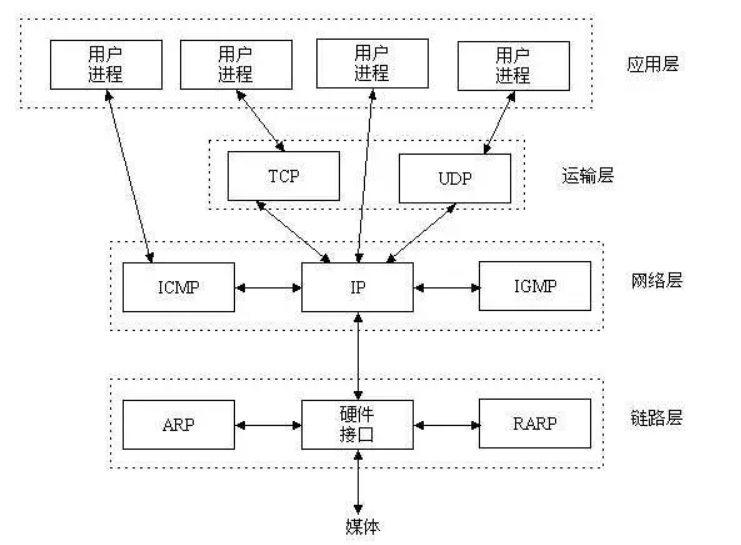 用户
进程
用户
进程
用户
进程
用户
进程
应用层
TCP
UDP
运输层
ICMP
IP
IGMP
网络层
ARP
硬件
接口
RARP
链路层
媒体